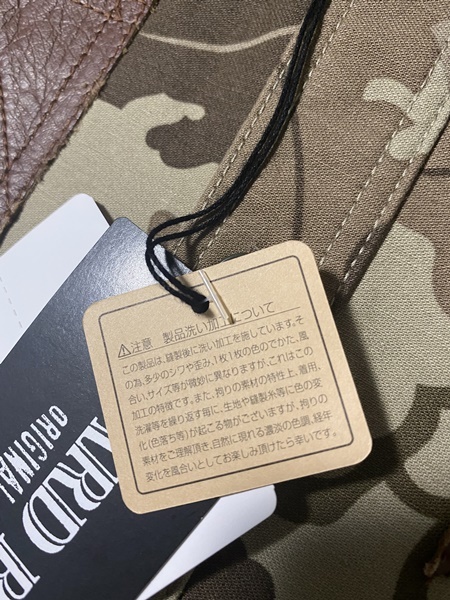 ⚠注意 製品洗い加工について
この製品は、縫製後に洗い加工を施しています。そ
の為、多少のシワや歪み、1枚1枚の色のでかた、風
合い、サイズ等が微妙に異なりますが、これはこの
加工の特徴です。また、拘りの素材の特性上、着用、
洗濯等を繰り返す毎に、生地や縫製糸等に色の変
化(色落ち等)が起こる物がございますが、拘りの
素材をご理解頂き、自然に現れる濃淡の色調、経年
変化を風合いとしてお楽しみ頂けたら幸いです。
ORIGINAL